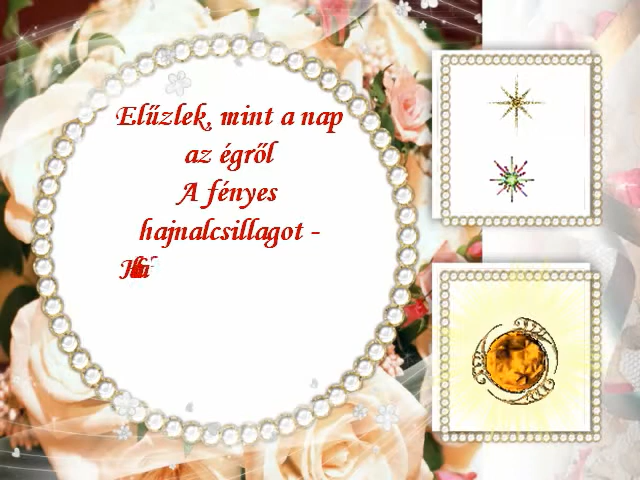 Elűzlek, mint a nap
az égről
A fényes
hajnalcsillagot -